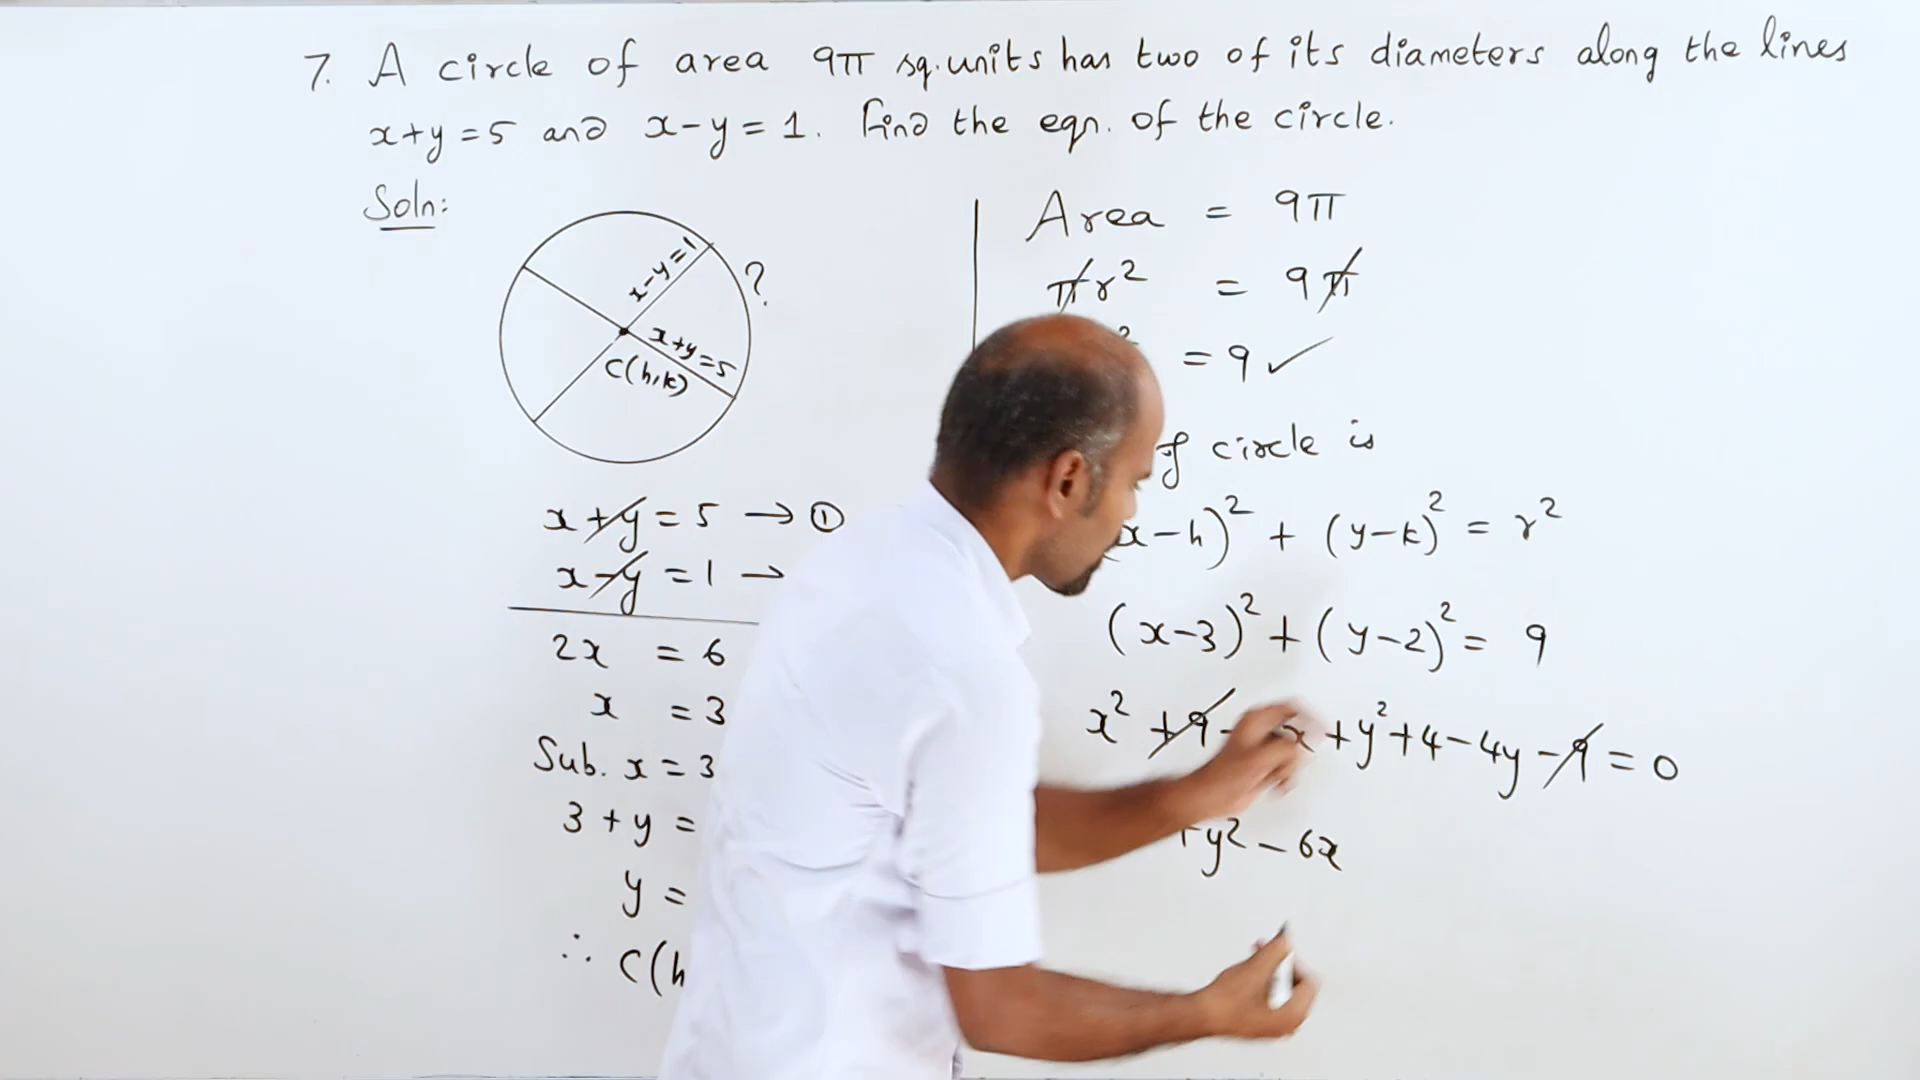 7. A circle of area 9π sq.units has two of its diameters along the lines
x+y=5 and x-y=1. Find the eqn. of the circle.
Soln:
x-y=1
?
x+y=5
C(h,k)
x+y=5 → ①
x-y=1 →
2x = 6
x = 3
Sub. x=3
3+y=
y=
∴ C(h
Area = 9π
πr² = 9π
² = 9 ✓
of circle is
x-h)² + (y-k)² = r²
(x-3)² + (y-2)² = 9
x² +9 - x +y²+4-4y-9=0
+y²-6x